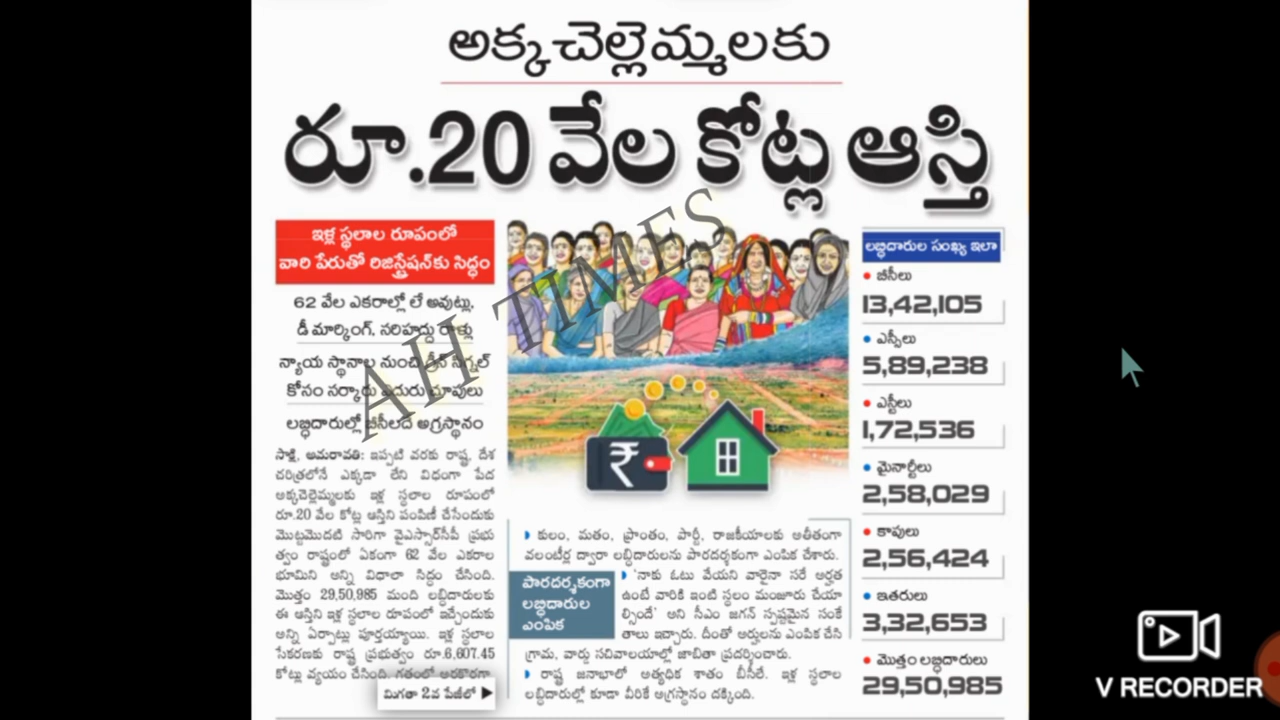 అక్కచెల్లెమ్మలకు
రూ.20 వేల కోట్ల ఆస్తి
ఇళ్ల స్థలాల రూపంలో
వారి పేరుతో రిజిస్ట్రేషన్‌కు సిద్ధం
62 వేల ఎకరాల్లో లే అవుట్లు,
డీ మార్కింగ్, సరిహద్దు రాళ్లు
న్యాయ స్థానాల నుంచి గ్రీన్ సిగ్నల్
కోసం సర్కారు ఎదురు చూపులు
లబ్ధిదారుల్లో బీసీలదే అగ్రస్థానం
సాక్షి, అమరావతి: ఇప్పటి వరకు రాష్ట్ర, దేశ
చరిత్రలోనే ఎక్కడా లేని విధంగా పేద
అక్కచెల్లెమ్మలకు ఇళ్ల స్థలాల రూపంలో
రూ.20 వేల కోట్ల ఆస్తిని పంపిణీ చేసేందుకు
మొట్టమొదటి సారిగా వైఎస్సార్‌సీపీ ప్రభు
త్వం రాష్ట్రంలో ఏకంగా 62 వేల ఎకరాల
భూమిని అన్ని విధాలా సిద్ధం చేసింది.
మొత్తం 29,50,985 మంది లబ్ధిదారులకు
ఈ ఆస్తిని ఇళ్ల స్థలాల రూపంలో ఇచ్చేందుకు
అన్ని ఏర్పాట్లు పూర్తయ్యాయి. ఇళ్ల స్థలాల
సేకరణకు రాష్ట్ర ప్రభుత్వం రూ.6,607.45
కోట్లు వ్యయం చేసింది. గతంలో
మిగతా 2వ పేజీలో ▶
AH TIMES
కులం, మతం, ప్రాంతం, పార్టీ, రాజకీయాలకు అతీతంగా
వలంటీర్ల ద్వారా లబ్ధిదారులను పారదర్శకంగా ఎంపిక చేశారు.
పారదర్శకంగా
లబ్ధిదారుల
ఎంపిక
'నాకు ఓటు వేయని వారైనా సరే అర్హత
ఉంటే వారికి ఇంటి స్థలం మంజూరు చేయా
ల్సిందే' అని సీఎం జగన్ స్పష్టమైన సంకే
తాలు ఇచ్చారు. దీంతో అర్హులను ఎంపిక చేసి
గ్రామ, వార్డు సచివాలయాల్లో జాబితా ప్రదర్శించారు.
రాష్ట్ర జనాభాలో అత్యధిక శాతం బీసీలే. ఇళ్ల స్థలాల
లబ్ధిదారుల్లో కూడా వీరికే అగ్రస్థానం దక్కింది.
లబ్ధిదారుల సంఖ్య ఇలా
బీసీలు
13,42,105
ఎస్సీలు
5,89,238
ఎస్టీలు
1,72,536
మైనార్టీలు
2,58,029
కాపులు
2,56,424
ఇతరులు
3,32,653
మొత్తం లబ్ధిదారులు
29,50,985
V RECORDER